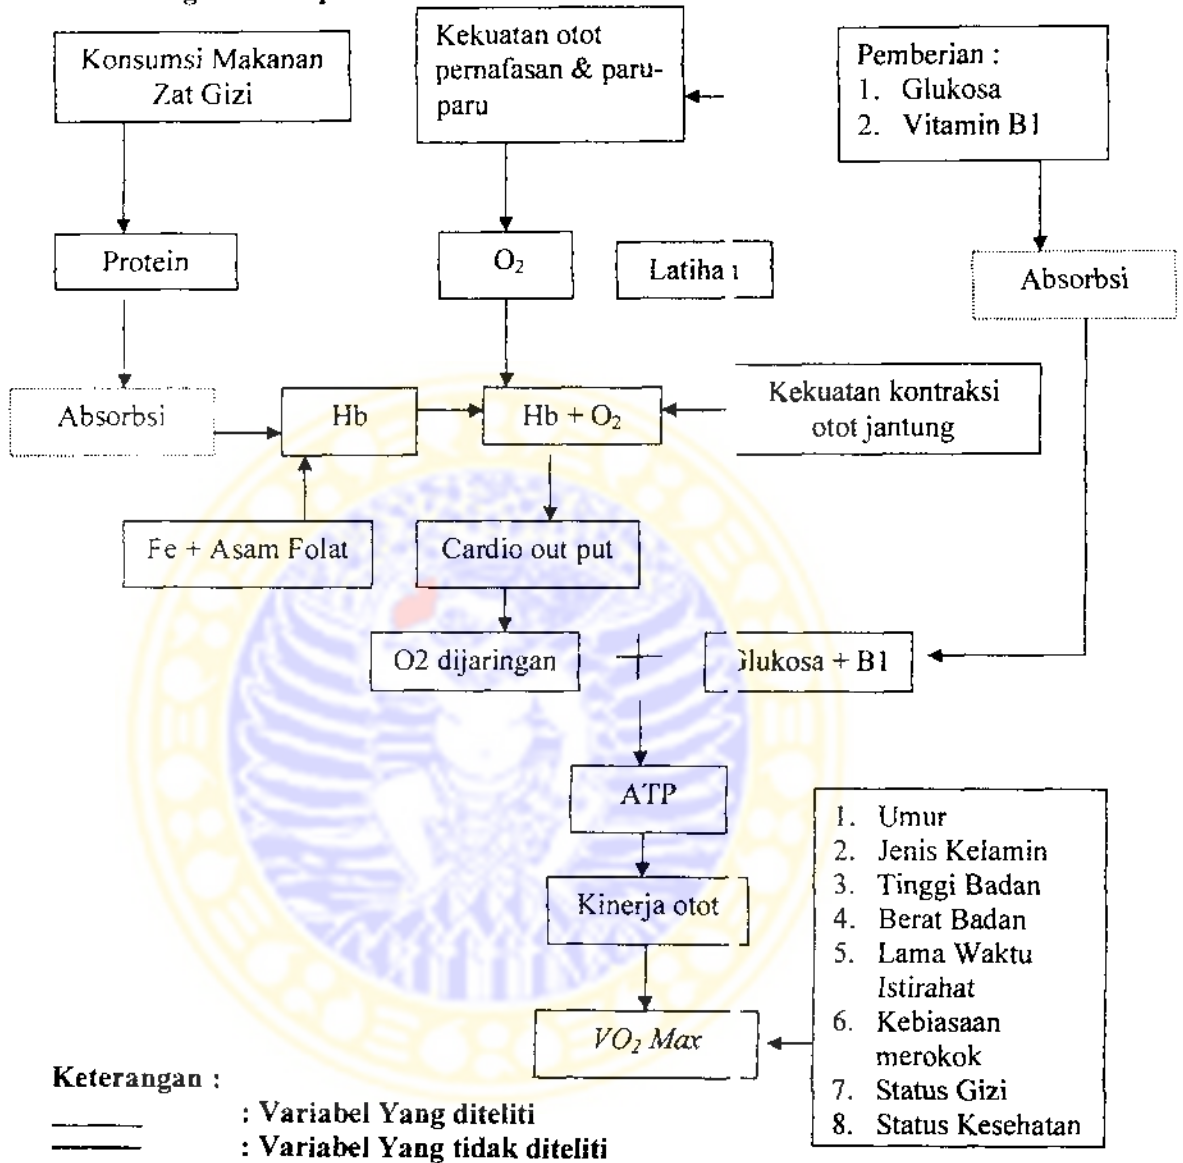 Konsumsi Makanan
Zat Gizi
Kekuatan otot
pernafasan & paru-
paru
Pemberian :
1. Glukosa
2. Vitamin B1
Protein
O₂
Absorbsi
Absorbsi
Hb
Hb + O₂
Kekuatan kontraksi
otot jantung
Fe + Asam Folat
Cardio out put
O2 dijaringan
+
+ B1
ATP
Kinerja otot
VO₂ Max
1. Umur
2. Jenis Kelamin
3. Tinggi Badan
4. Berat Badan
5. Lama Waktu
Istirahat
6. Kebiasaan
merokok
7. Status Gizi
8. Status Kesehatan
Keterangan :
: Variabel Yang diteliti
: Variabel Yang tidak diteliti